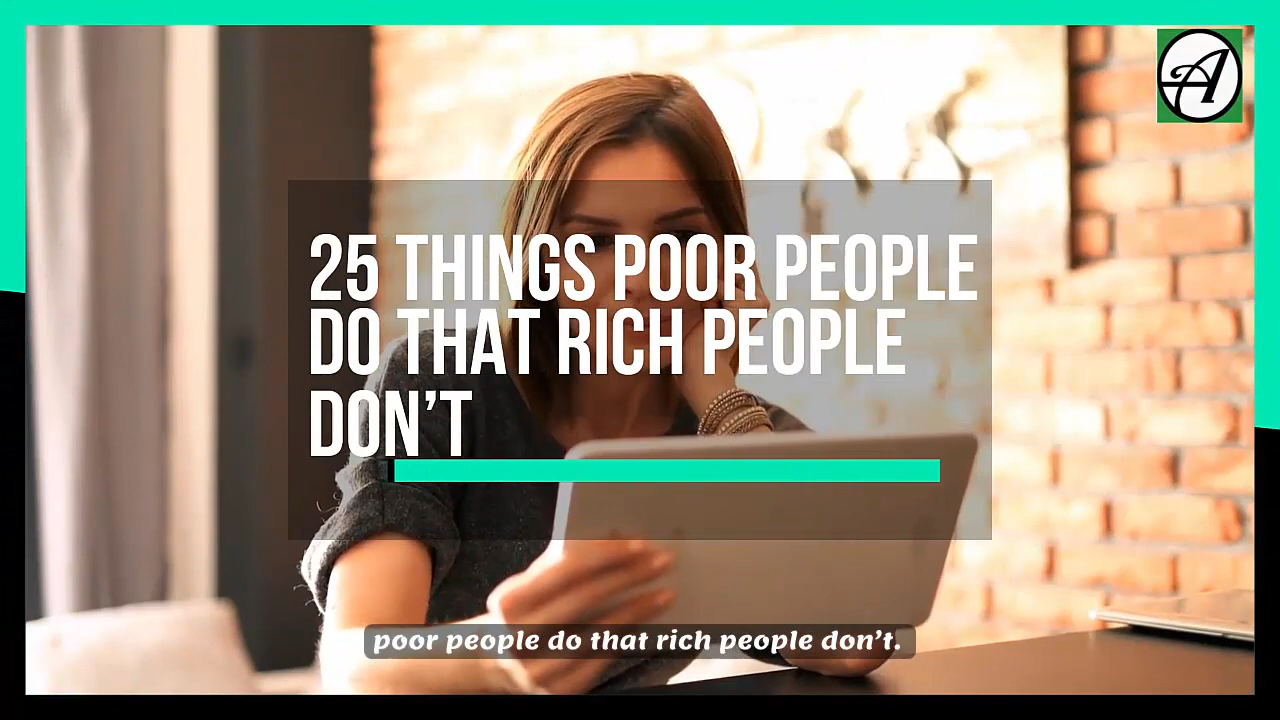 A
25 THINGS POOR PEOPLE
DO THAT RICH PEOPLE
DON'T
poor people do that rich people don't.